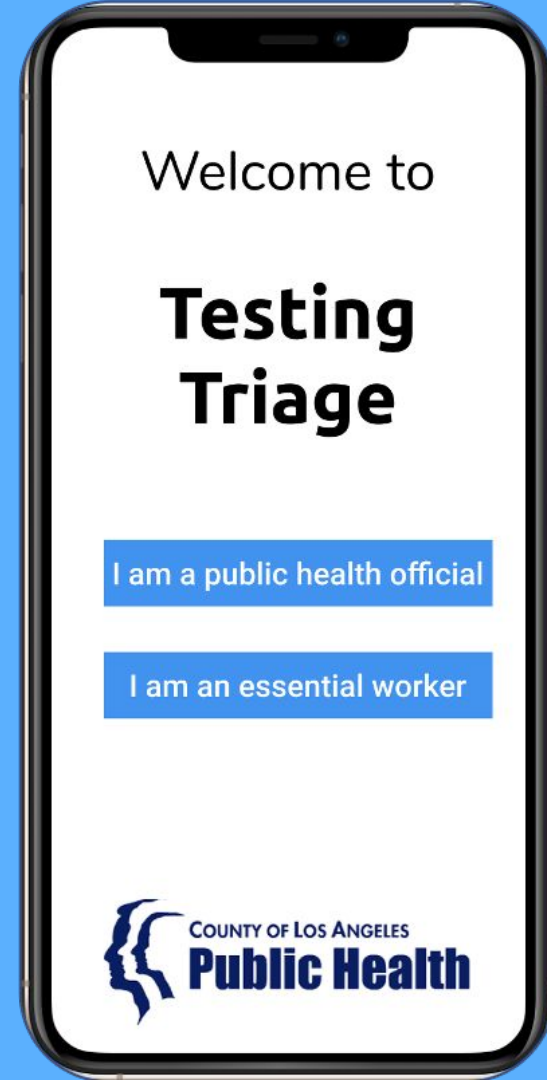 Welcome to
Testing
Triage
I am a public health official
I am an essential worker
County of Los Angeles
Public Health